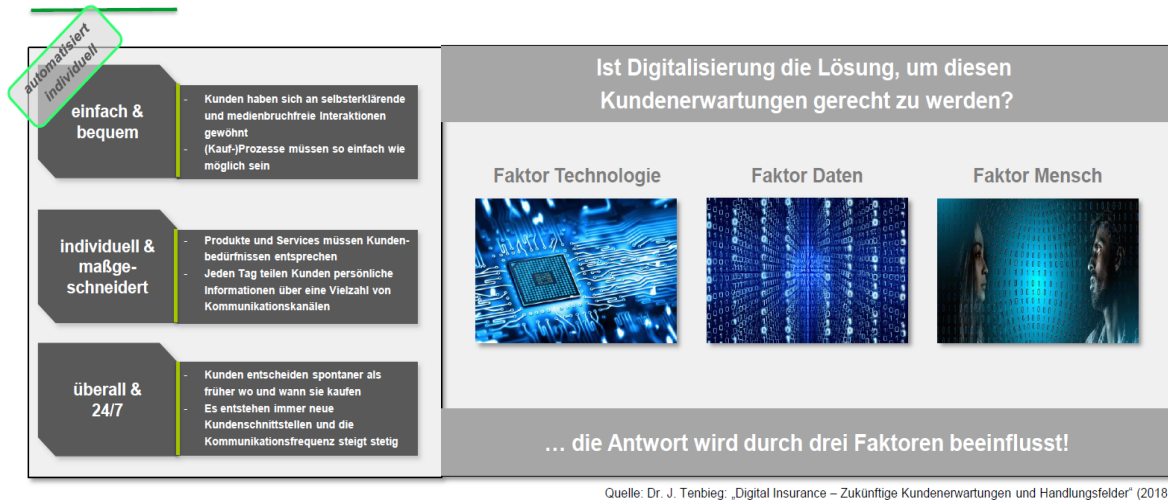 automatisiert
individuell
einfach &
bequem
- Kunden haben sich an selbsterklärende
und medienbruchfreie Interaktionen
gewöhnt
- (Kauf-)Prozesse müssen so einfach wie
möglich sein
individuell &
maßge-
schneidert
- Produkte und Services müssen Kunden-
bedürfnissen entsprechen
- Jeden Tag teilen Kunden persönliche
Informationen über eine Vielzahl von
Kommunikationskanälen
überall &
24/7
- Kunden entscheiden spontaner als
früher wo und wann sie kaufen
- Es entstehen immer neue
Kundenschnittstellen und die
Kommunikationsfrequenz steigt stetig
Ist Digitalisierung die Lösung, um diesen
Kundenerwartungen gerecht zu werden?
Faktor Technologie
Faktor Daten
Faktor Mensch
… die Antwort wird durch drei Faktoren beeinflusst!
Quelle: Dr. J. Tenbieg: „Digital Insurance – Zukünftige Kundenerwartungen und Handlungsfelder" (2018